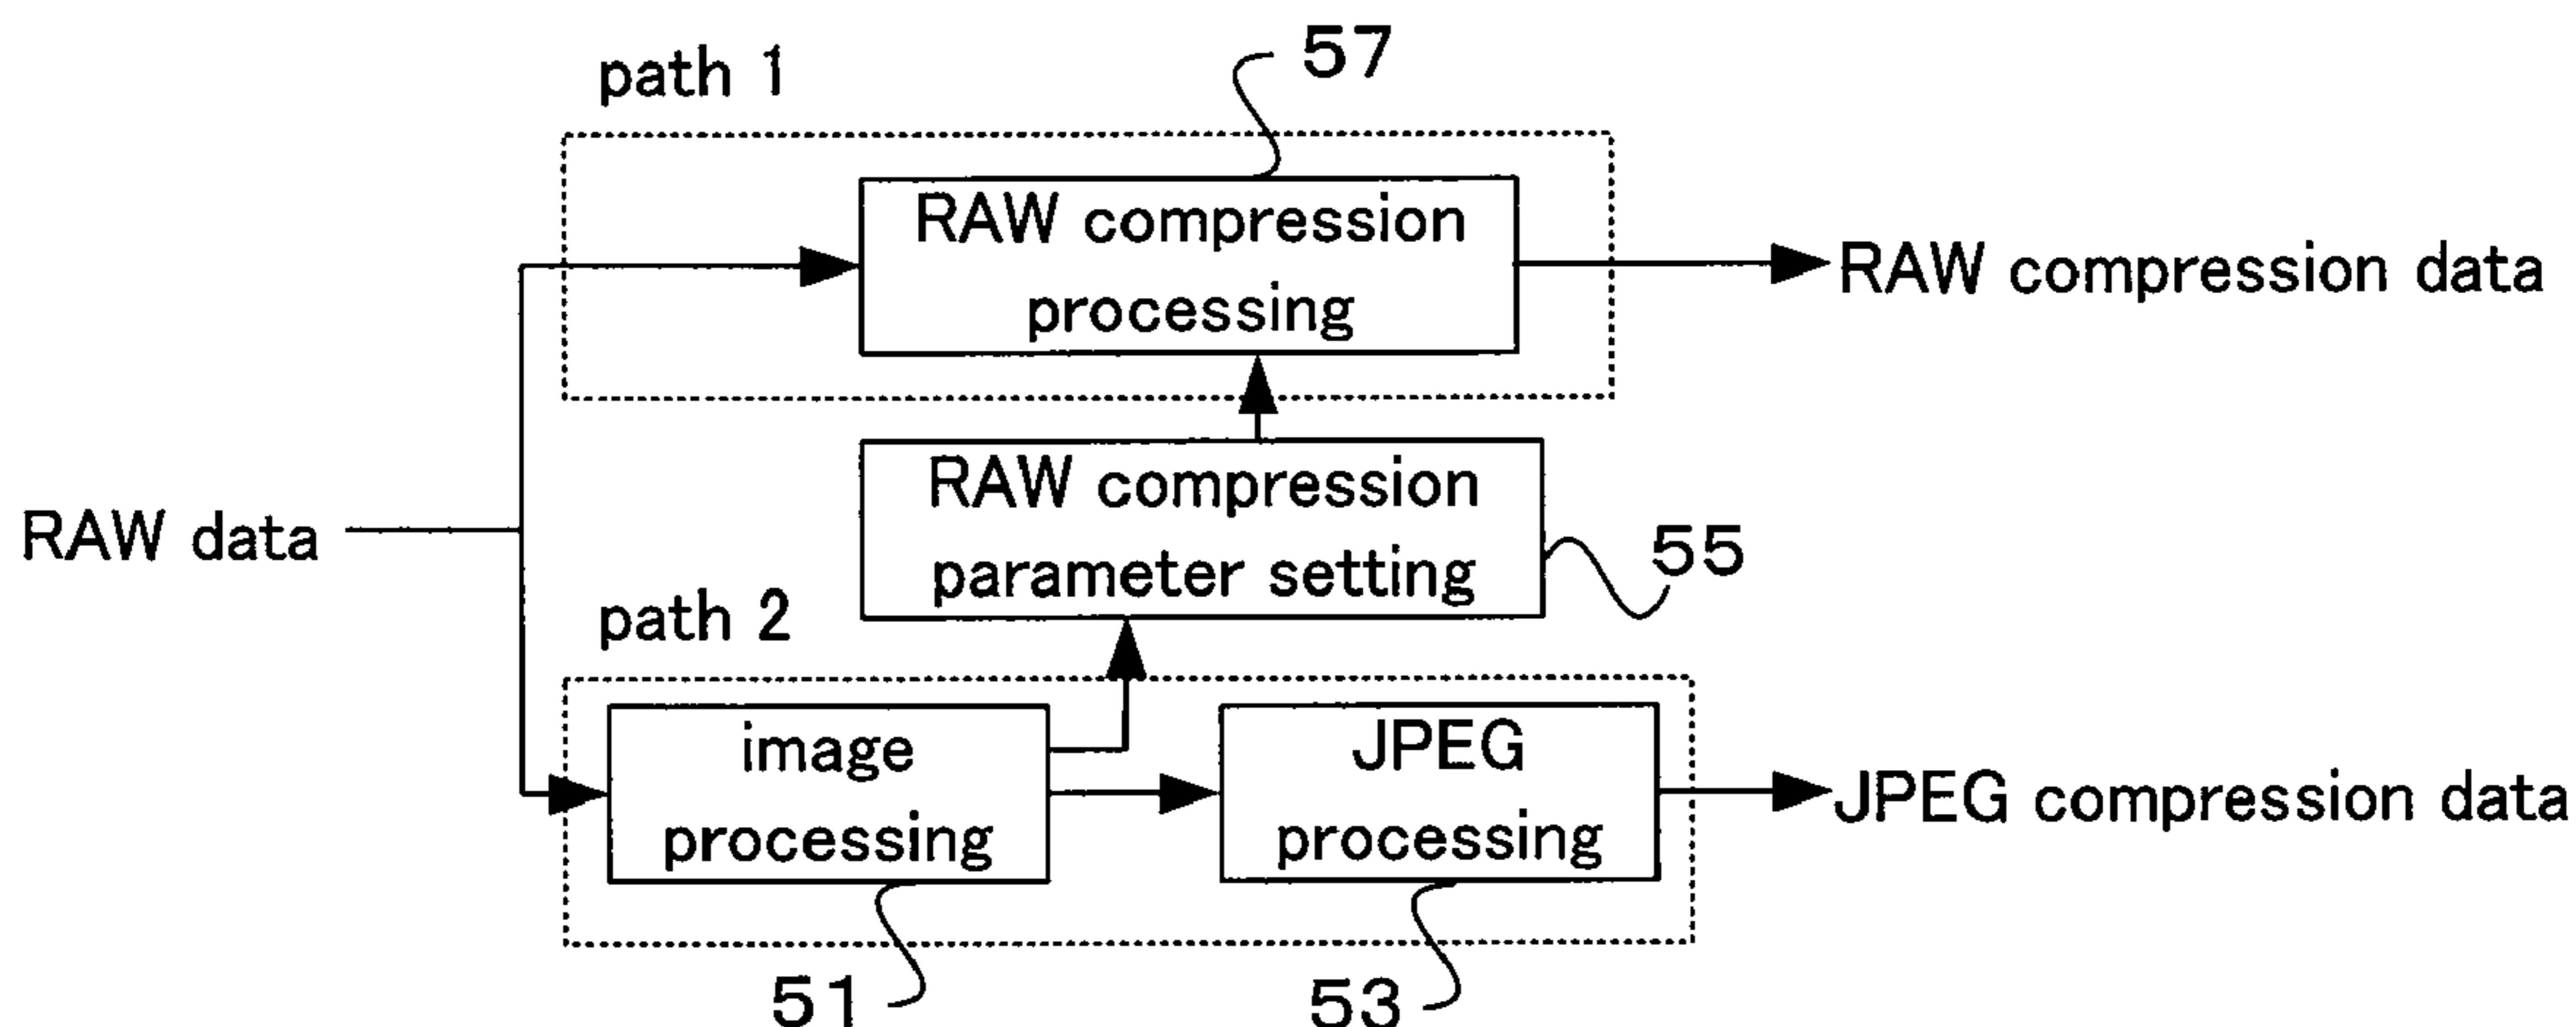 path 1
57
RAW compression
processing
RAW compression data
RAW data
RAW compression
parameter setting
55
path 2
image
processing
JPEG
processing
JPEG compression data
51
53